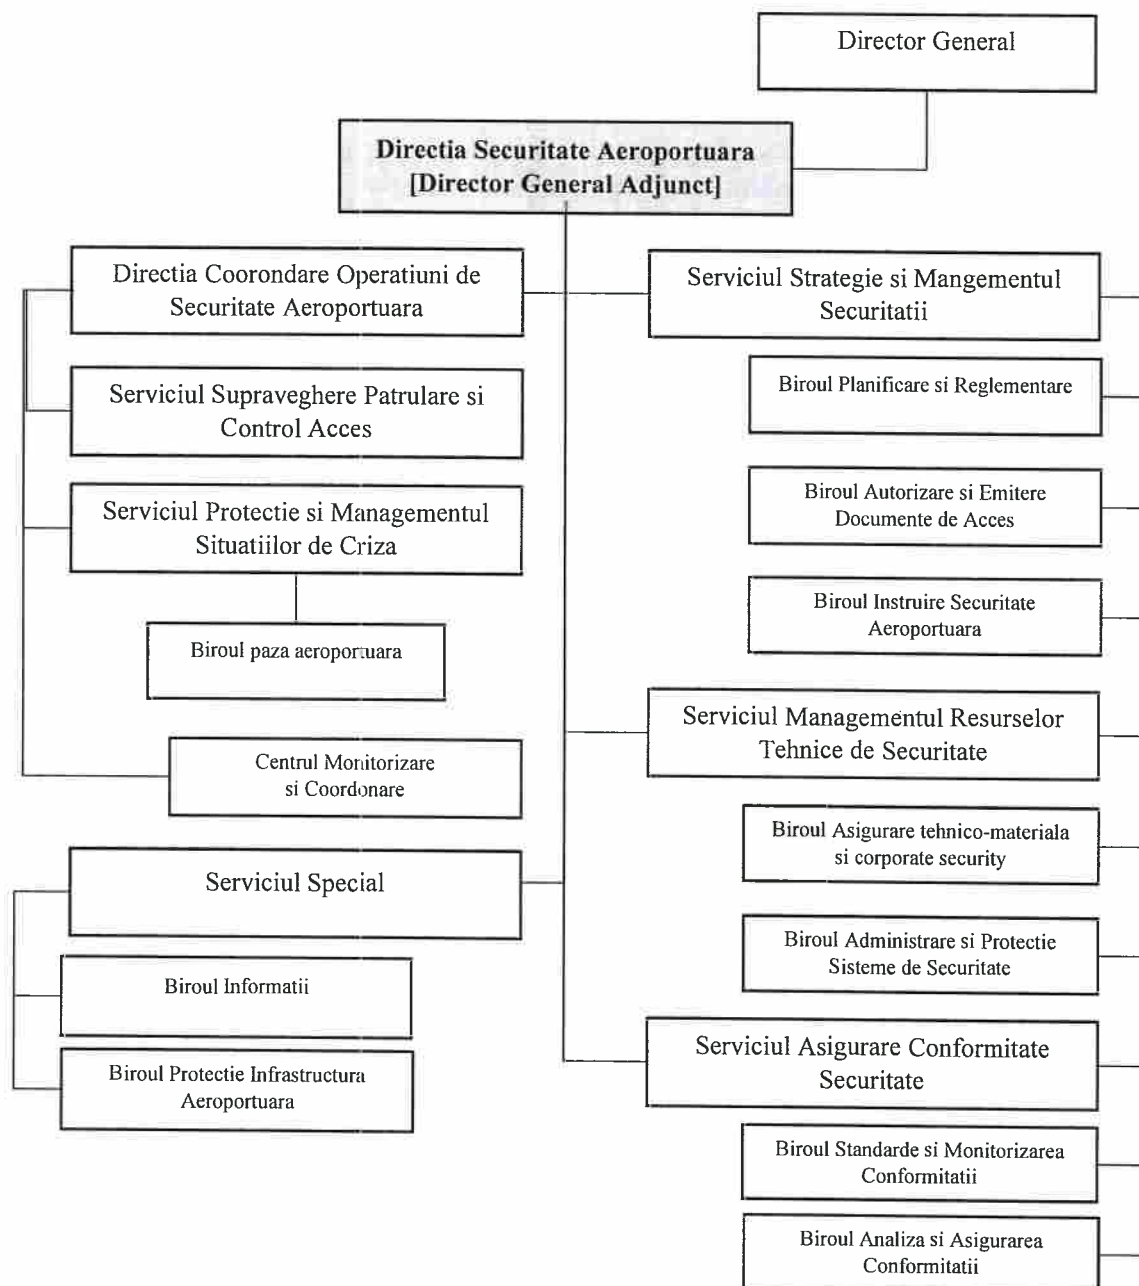 Director General
Directia Securitate Aeroportuara
[Director General Adjunct]
Directia Coorondare Operatiuni de
Securitate Aeroportuara
Serviciul Supraveghere Patrulare si
Control Acces
Serviciul Protectie si Managementul
Situatiilor de Criza
Biroul paza aeroportuara
Centrul Monitorizare
si Coordonare
Serviciul Special
Biroul Informatii
Biroul Protectie Infrastructura
Aeroportuara
Serviciul Strategie si Mangementul
Securitatii
Biroul Planificare si Reglementare
Biroul Autorizare si Emitere
Documente de Acces
Biroul Instruire Securitate
Aeroportuara
Serviciul Managementul Resurselor
Tehnice de Securitate
Biroul Asigurare tehnico-materiala
si corporate security
Biroul Administrare si Protectie
Sisteme de Securitate
Serviciul Asigurare Conformitate
Securitate
Biroul Standarde si Monitorizarea
Conformitatii
Biroul Analiza si Asigurarea
Conformitatii